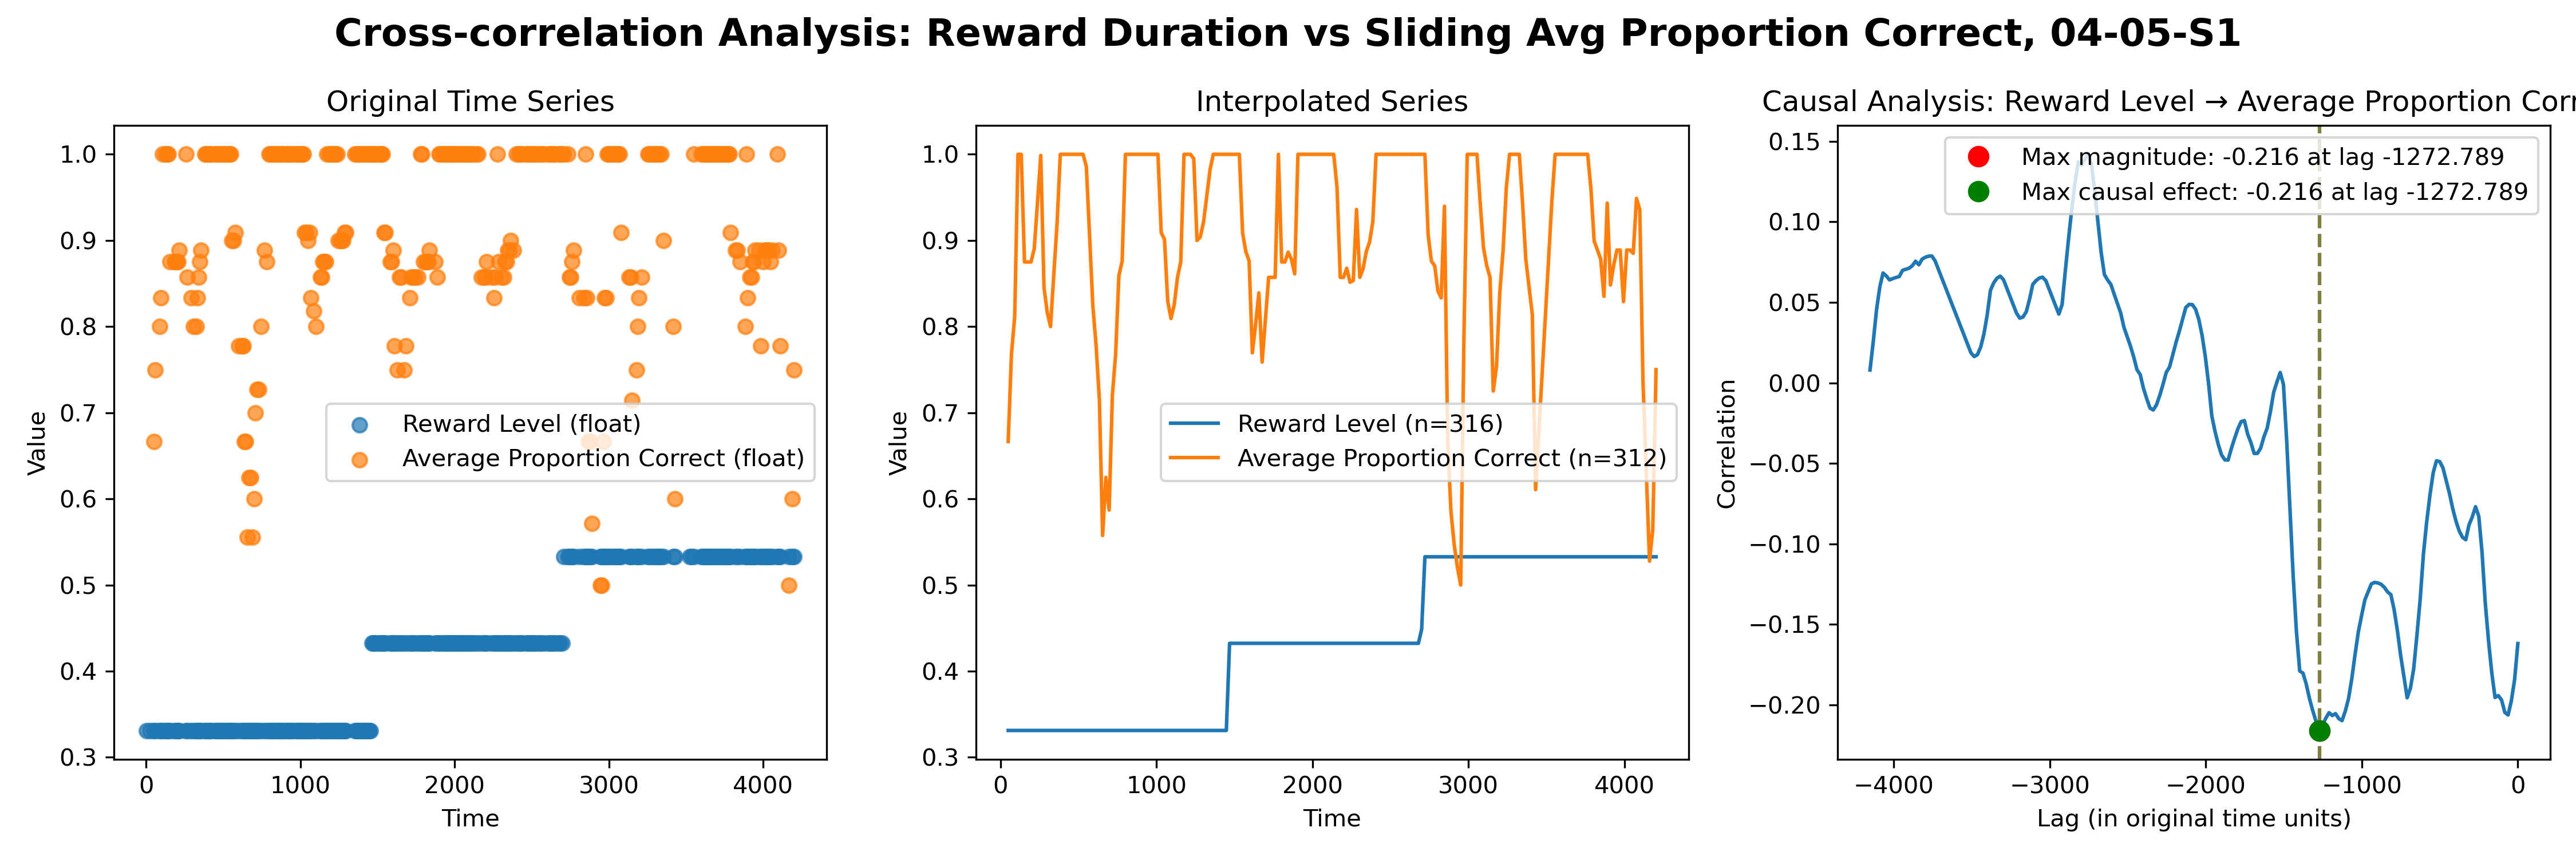 Cross-correlation Analysis: Reward Duration vs Sliding Avg Proportion Correct, 04-05-S1
Original Time Series
Value
1.0
0.9
0.8
0.7
0.6
0.5
0.4
0.3
Reward Level (float)
Average Proportion Correct (float)
0 1000 2000 3000 4000
Time
Interpolated Series
Value
1.0
0.9
0.8
0.7
0.6
0.5
0.4
0.3
Reward Level (n=316)
Average Proportion Correct (n=312)
0 1000 2000 3000 4000
Time
Causal Analysis: Reward Level → Average Proportion Corr
Correlation
0.15
0.10
0.05
0.00
−0.05
−0.10
−0.15
−0.20
Max magnitude: -0.216 at lag -1272.789
Max causal effect: -0.216 at lag -1272.789
−4000 −3000 −2000 −1000 0
Lag (in original time units)